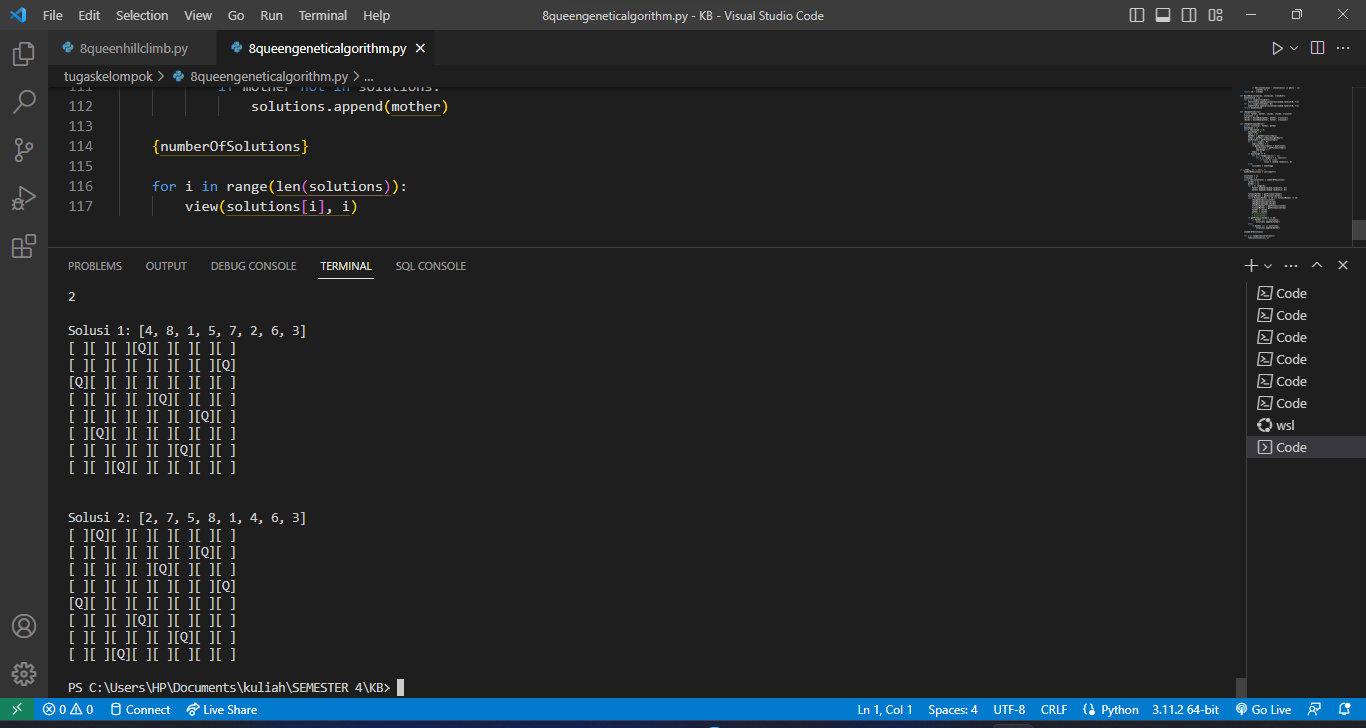 File Edit Selection View Go Run Terminal Help 8queengeneticalgorithm.py - KB - Visual Studio Code
8queenhillclimb.py 8queengeneticalgorithm.py
tugaskelompok > 8queengeneticalgorithm.py > ...
111 if mother not in solutions:
112 solutions.append(mother)
113
114 {numberOfSolutions}
115
116 for i in range(len(solutions)):
117 view(solutions[i], i)
PROBLEMS OUTPUT DEBUG CONSOLE TERMINAL SQL CONSOLE
2
Solusi 1: [4, 8, 1, 5, 7, 2, 6, 3]
[ ][ ][ ][Q][ ][ ][ ][ ]
[ ][ ][ ][ ][ ][ ][ ][Q]
[Q][ ][ ][ ][ ][ ][ ][ ]
[ ][ ][ ][ ][Q][ ][ ][ ]
[ ][ ][ ][ ][ ][ ][Q][ ]
[ ][Q][ ][ ][ ][ ][ ][ ]
[ ][ ][ ][ ][ ][Q][ ][ ]
[ ][ ][Q][ ][ ][ ][ ][ ]
Solusi 2: [2, 7, 5, 8, 1, 4, 6, 3]
[ ][Q][ ][ ][ ][ ][ ][ ]
[ ][ ][ ][ ][ ][ ][Q][ ]
[ ][ ][ ][ ][Q][ ][ ][ ]
[ ][ ][ ][ ][ ][ ][ ][Q]
[Q][ ][ ][ ][ ][ ][ ][ ]
[ ][ ][ ][Q][ ][ ][ ][ ]
[ ][ ][ ][ ][ ][Q][ ][ ]
[ ][ ][Q][ ][ ][ ][ ][ ]
PS C:\Users\HP\Documents\kuliah\SEMESTER 4\KB>
Code
Code
Code
Code
Code
Code
wsl
Code
0 0 Connect Live Share Ln 1, Col 1 Spaces: 4 UTF-8 CRLF Python 3.11.2 64-bit Go Live